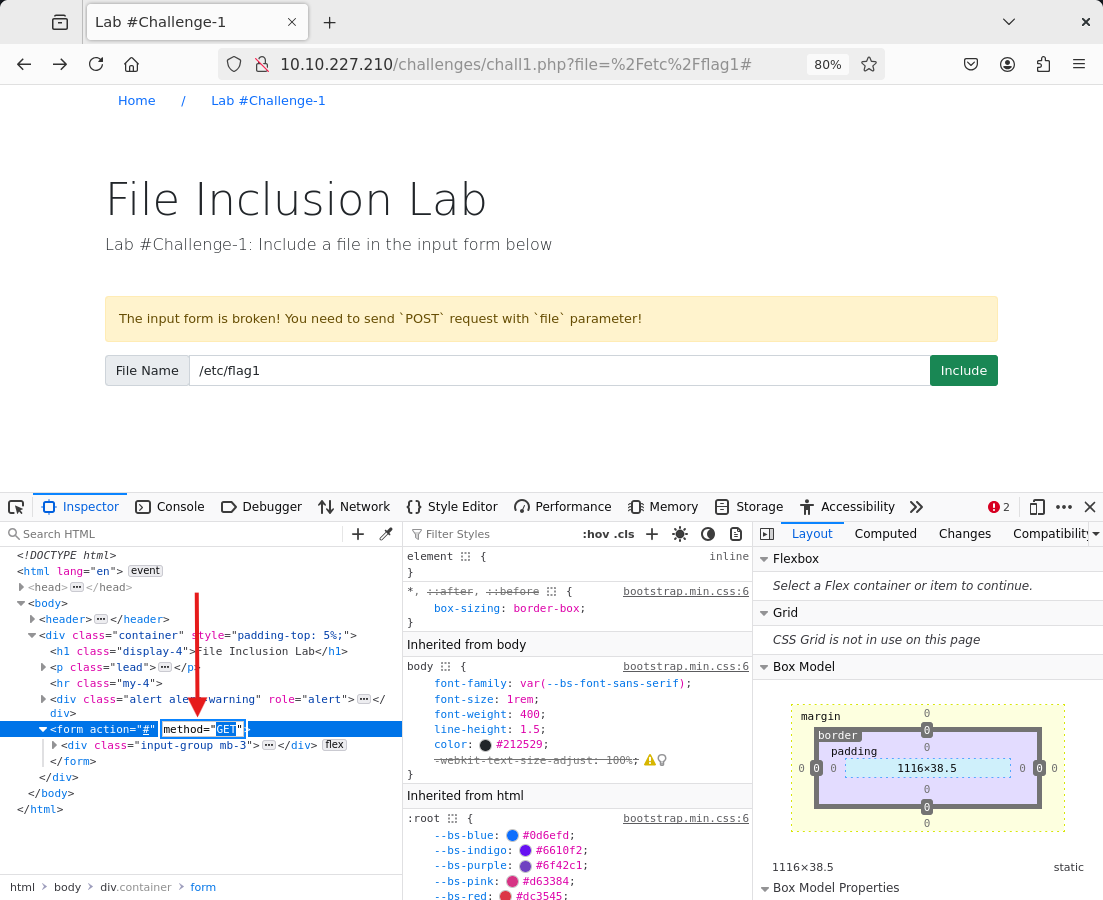 Lab #Challenge-1
10.10.227.210/challenges/chall1.php?file=%2Fetc%2Fflag1#
80%
Home / Lab #Challenge-1
File Inclusion Lab
Lab #Challenge-1: Include a file in the input form below
The input form is broken! You need to send `POST` request with `file` parameter!
File Name /etc/flag1 Include
Inspector Console Debugger Network {} Style Editor Performance Memory Storage Accessibility 2
Search HTML
<!DOCTYPE html>
<html lang="en"> event
<head> </head>
<body>
<header> </header>
<div class="container" style="padding-top: 5%;">
<h1 class="display-4">File Inclusion Lab</h1>
<p class="lead"> </p>
<hr class="my-4">
<div class="alert alert-warning" role="alert"> </
div>
<form action="#" method="GET">
<div class="input-group mb-3"> </div> flex
</form>
</div>
</body>
</html>
html > body > div.container > form
Filter Styles :hov .cls
element { inline
}
*, ::after, ::before { bootstrap.min.css:6
box-sizing: border-box;
}
Inherited from body
body { bootstrap.min.css:6
font-family: var(--bs-font-sans-serif);
font-size: 1rem;
font-weight: 400;
line-height: 1.5;
color: #212529;
-webkit-text-size-adjust: 100%;
}
Inherited from html
:root { bootstrap.min.css:6
--bs-blue: #0d6efd;
--bs-indigo: #6610f2;
--bs-purple: #6f42c1;
--bs-pink: #d63384;
--bs-red: #dc3545;
Layout Computed Changes Compatibility
Flexbox
Select a Flex container or item to continue.
Grid
CSS Grid is not in use on this page
Box Model
margin 0
border 0
padding 0
0 0 0 1116×38.5 0 0 0
0
0
0
1116×38.5 static
Box Model Properties